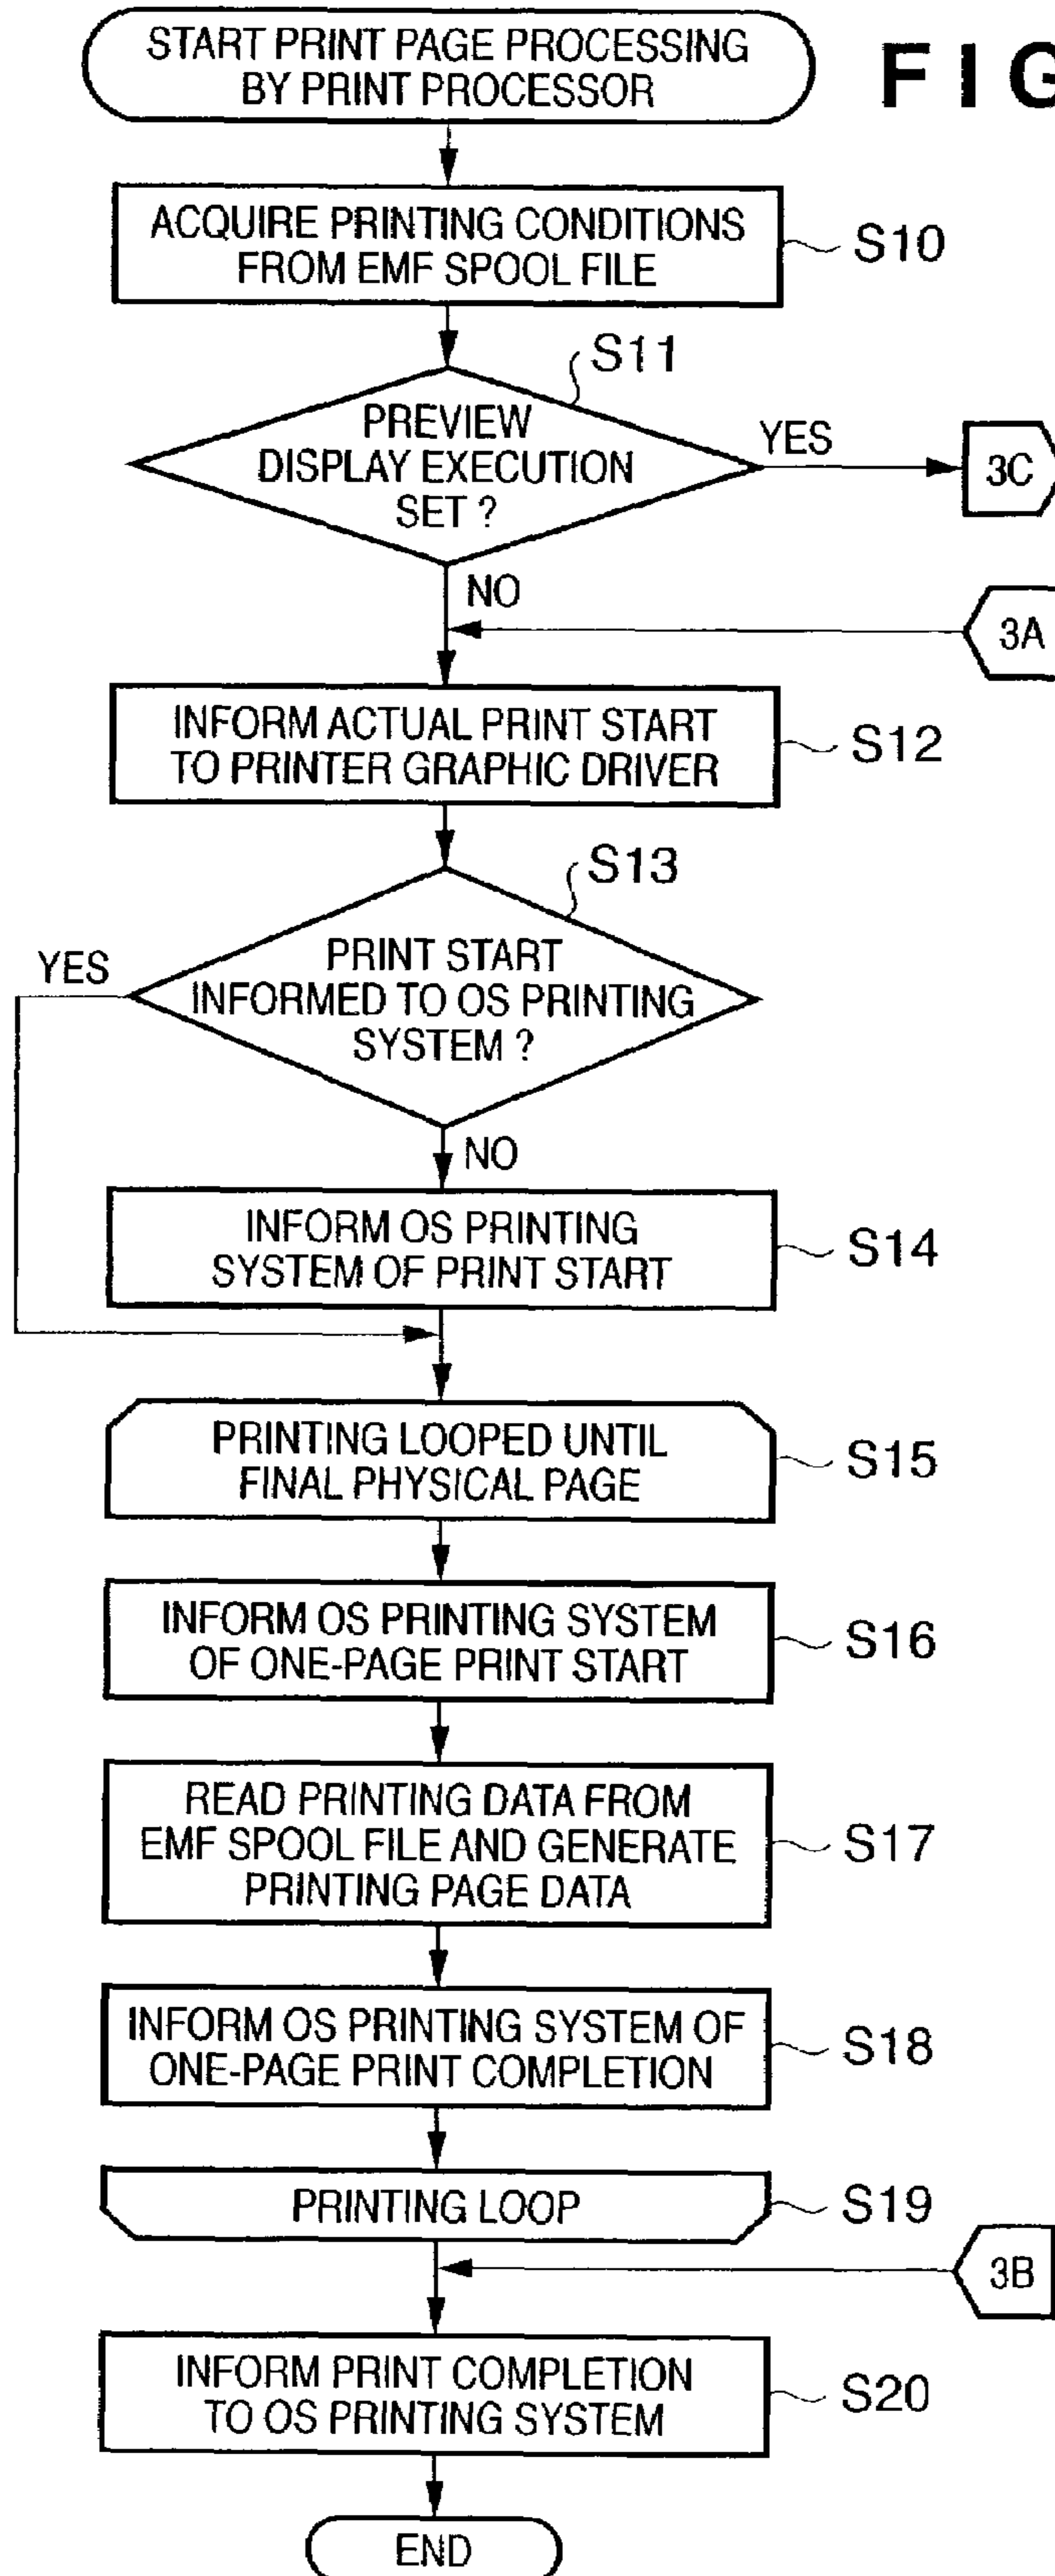 START PRINT PAGE PROCESSING
BY PRINT PROCESSOR
FIG
ACQUIRE PRINTING CONDITIONS
FROM EMF SPOOL FILE
S10
S11
PREVIEW
DISPLAY EXECUTION
SET ?
YES
3C
NO
3A
INFORM ACTUAL PRINT START
TO PRINTER GRAPHIC DRIVER
S12
S13
PRINT START
INFORMED TO OS PRINTING
SYSTEM ?
YES
NO
INFORM OS PRINTING
SYSTEM OF PRINT START
S14
PRINTING LOOPED UNTIL
FINAL PHYSICAL PAGE
S15
INFORM OS PRINTING SYSTEM
OF ONE-PAGE PRINT START
S16
READ PRINTING DATA FROM
EMF SPOOL FILE AND GENERATE
PRINTING PAGE DATA
S17
INFORM OS PRINTING SYSTEM OF
ONE-PAGE PRINT COMPLETION
S18
PRINTING LOOP
S19
3B
INFORM PRINT COMPLETION
TO OS PRINTING SYSTEM
S20
END